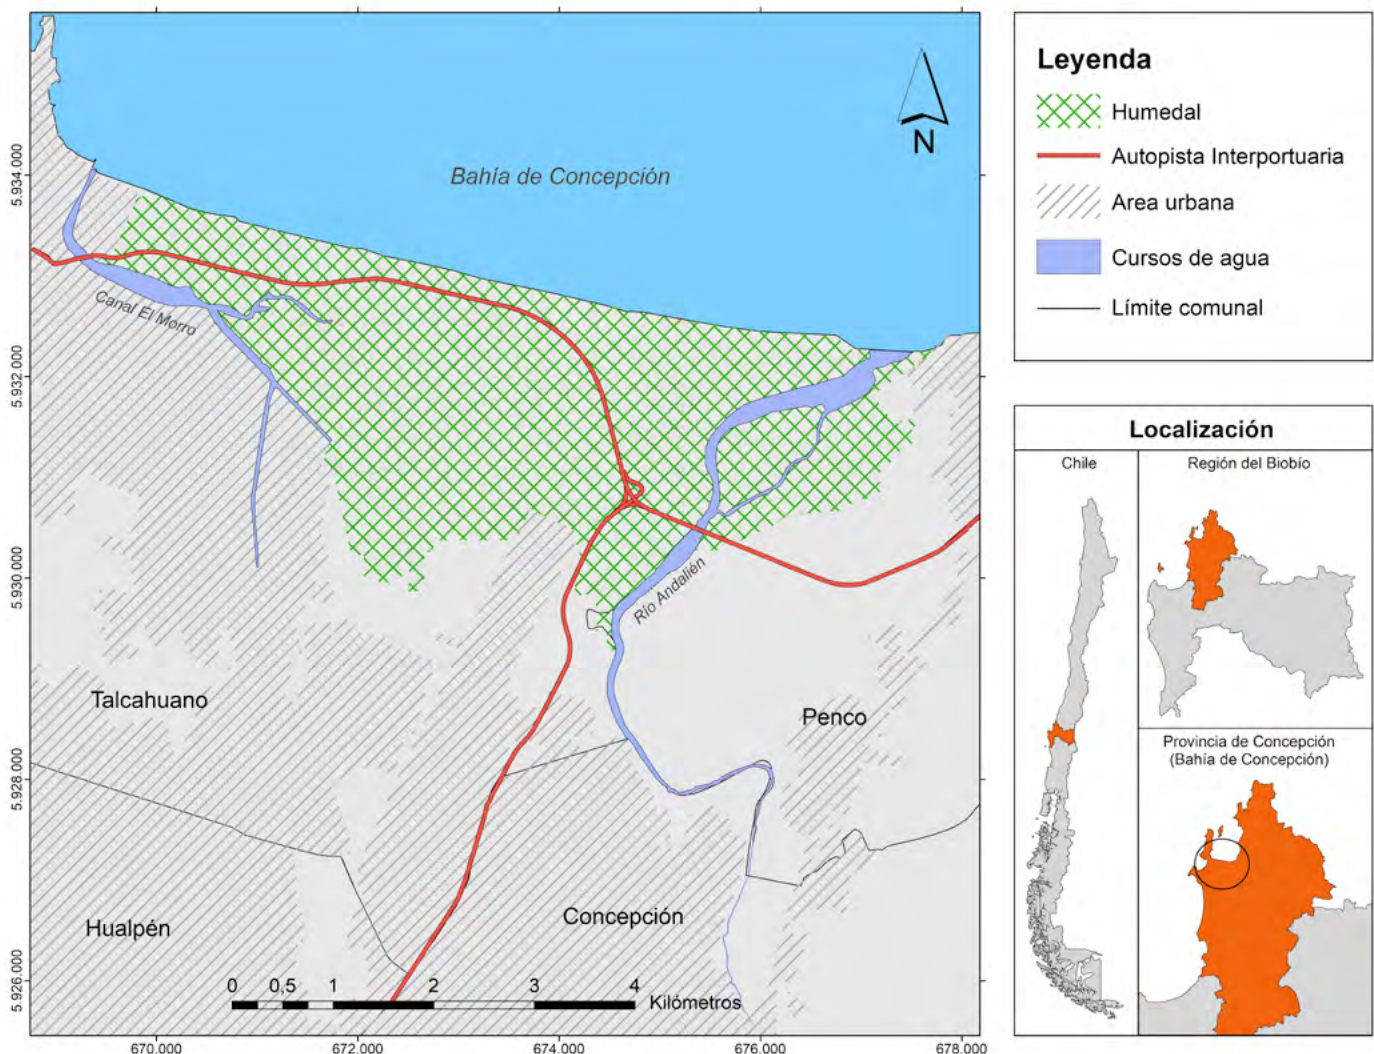 Bahía de Concepción
N
Canal El Morro
Río Andalién
Talcahuano
Penco
Hualpén
Concepción
0 0,5 1 2 3 4
Kilómetros
5.934.000
5.932.000
5.930.000
5.928.000
5.926.000
670.000 672.000 674.000 676.000 678.000
Leyenda
Humedal
Autopista Interportuaria
Area urbana
Cursos de agua
Límite comunal
Localización
Chile
Región del Biobío
Provincia de Concepción
(Bahía de Concepción)